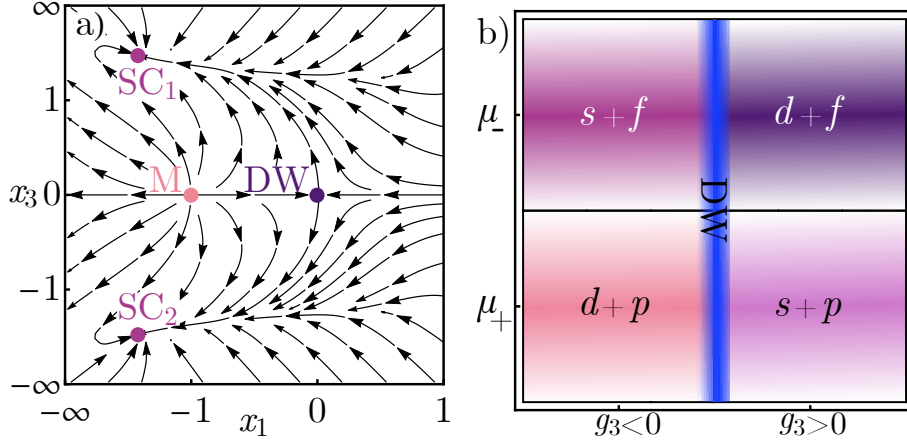 a)
∞
1
x₃ 0
−1
−∞
SC₁
M
DW
SC₂
−∞ −1 0 1
x₁
b)
μ₋
μ₊
s + f
d + f
DW
d + p
s + p
g₃<0
g₃>0